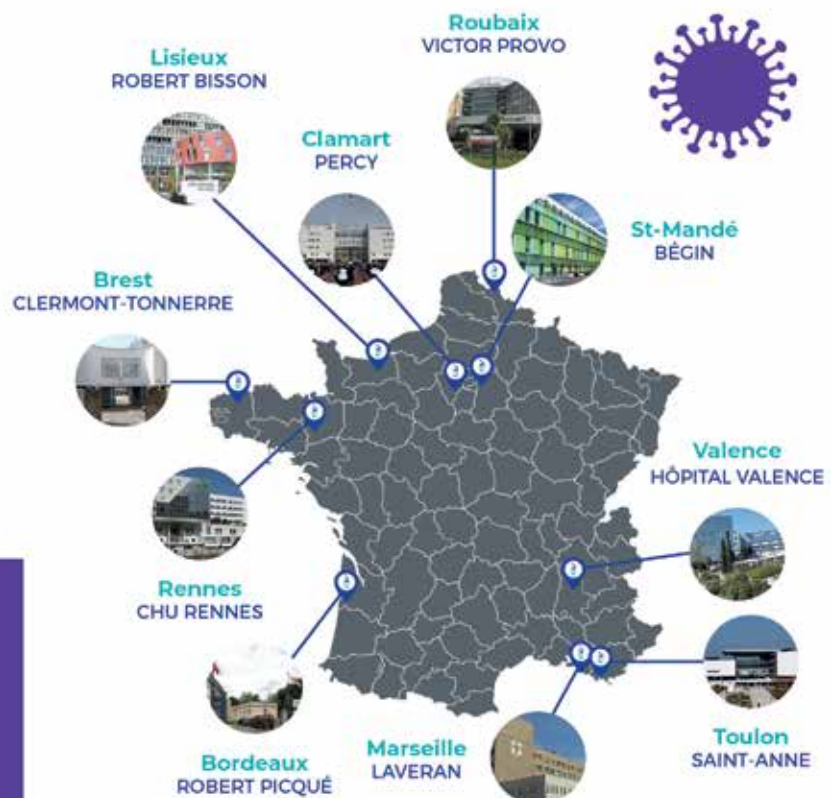 Roubaix
VICTOR PROVO
Lisieux
ROBERT BISSON
Clamart
PERCY
St-Mandé
BÉGIN
Brest
CLERMONT-TONNERRE
Valence
HÔPITAL VALENCE
Rennes
CHU RENNES
Bordeaux
ROBERT PICQUÉ
Marseille
LAVERAN
Toulon
SAINT-ANNE